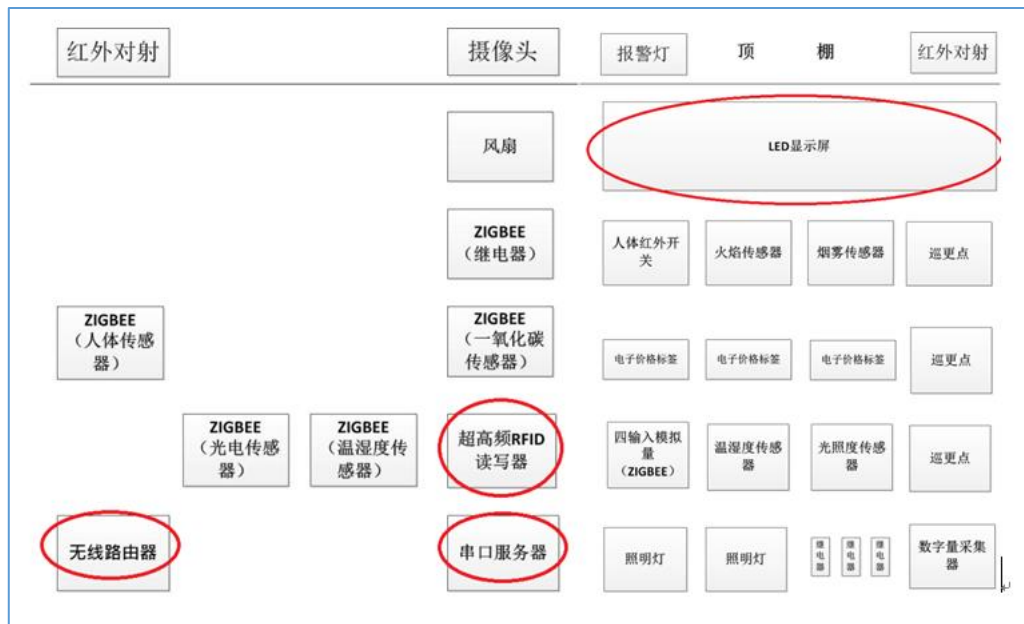 红外对射
摄像头
报警灯
顶 棚
红外对射
风扇
LED显示屏
ZIGBEE
（继电器）
人体红外开
关
火焰传感器
烟雾传感器
巡更点
ZIGBEE
（人体传感
器）
ZIGBEE
（一氧化碳
传感器）
电子价格标签
电子价格标签
电子价格标签
巡更点
ZIGBEE
（光电传感
器）
ZIGBEE
（温湿度传
感器）
超高频RFID
读写器
四输入模拟
量
（ZIGBEE）
温湿度传感
器
光照度传感
器
巡更点
无线路由器
串口服务器
照明灯
照明灯
继
电
器
继
电
器
继
电
器
数字量采集
器